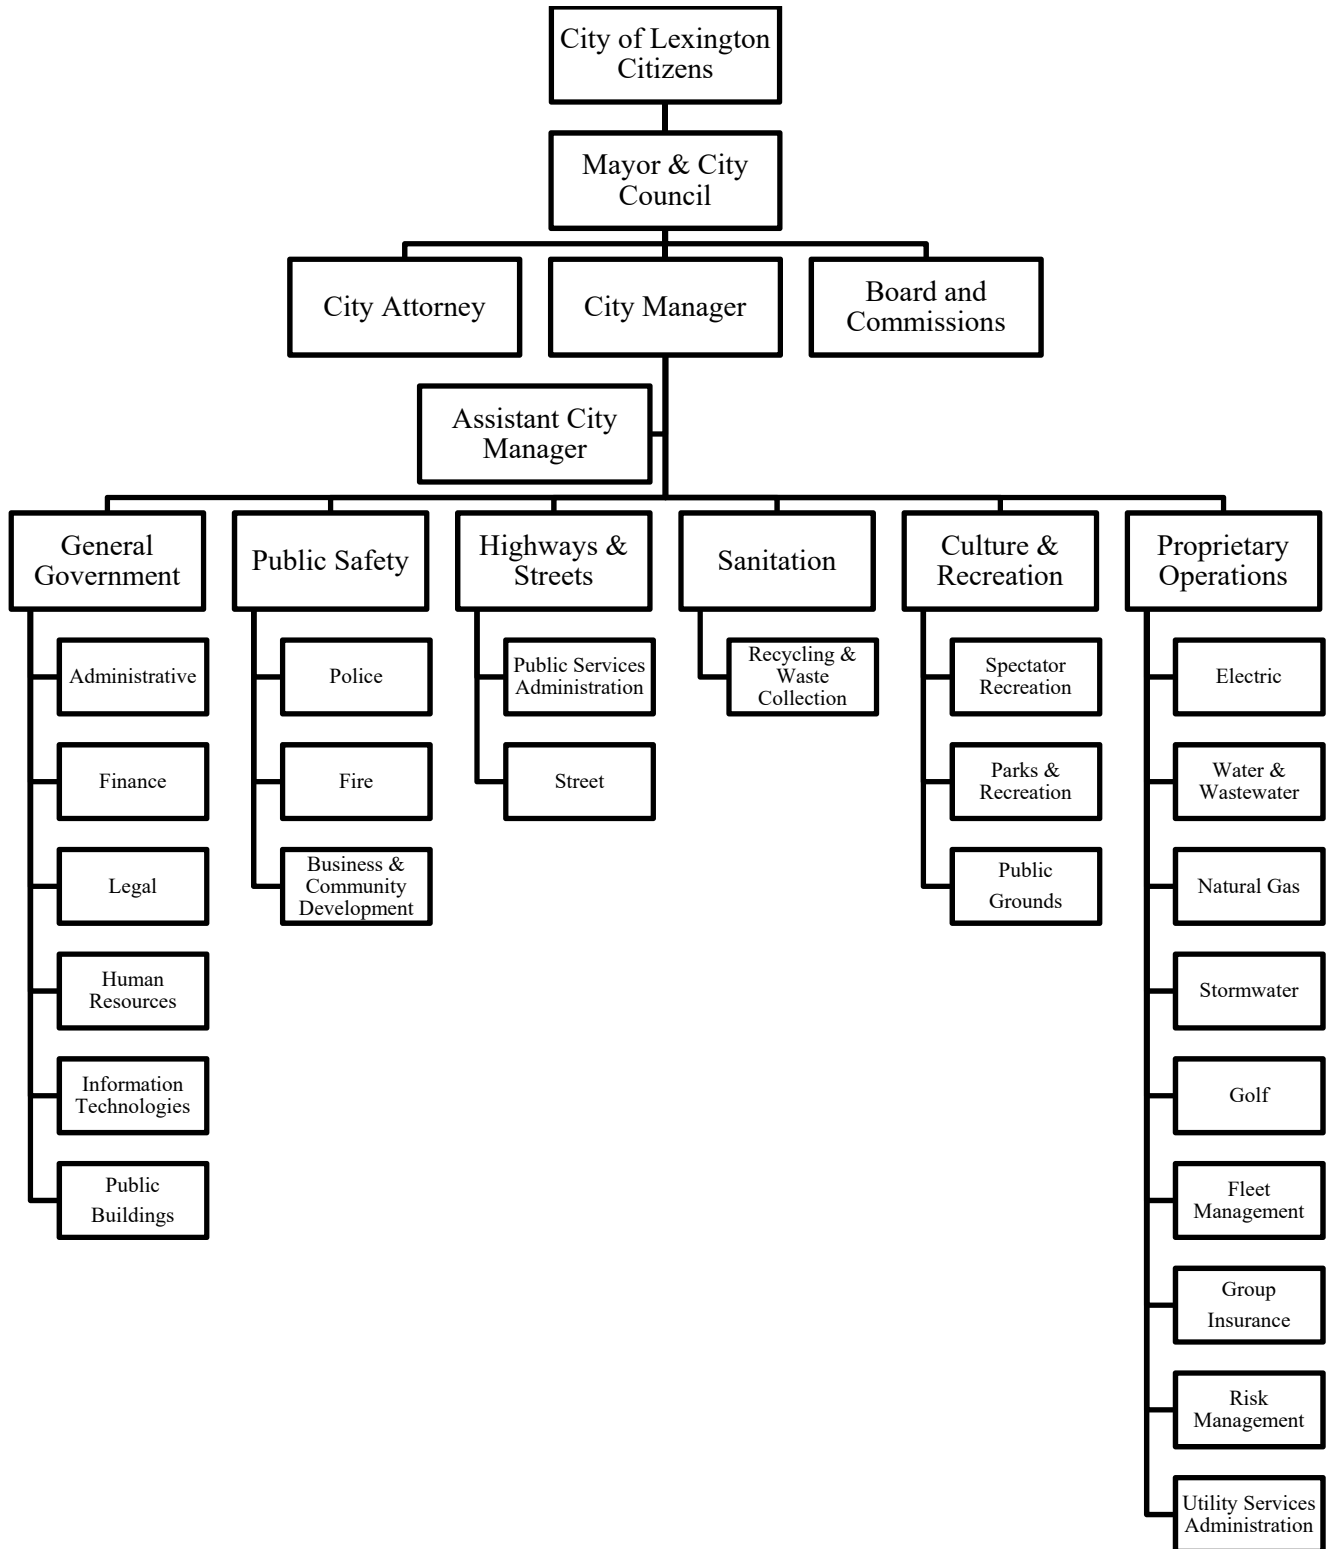 City of Lexington
Citizens
Mayor & City
Council
City Attorney
City Manager
Board and
Commissions
Assistant City
Manager
General
Government
Public Safety
Highways &
Streets
Sanitation
Culture &
Recreation
Proprietary
Operations
Administrative
Finance
Legal
Human
Resources
Information
Technologies
Public
Buildings
Police
Fire
Business &
Community
Development
Public Services
Administration
Street
Recycling &
Waste
Collection
Spectator
Recreation
Parks &
Recreation
Public
Grounds
Electric
Water &
Wastewater
Natural Gas
Stormwater
Golf
Fleet
Management
Group
Insurance
Risk
Management
Utility Services
Administration